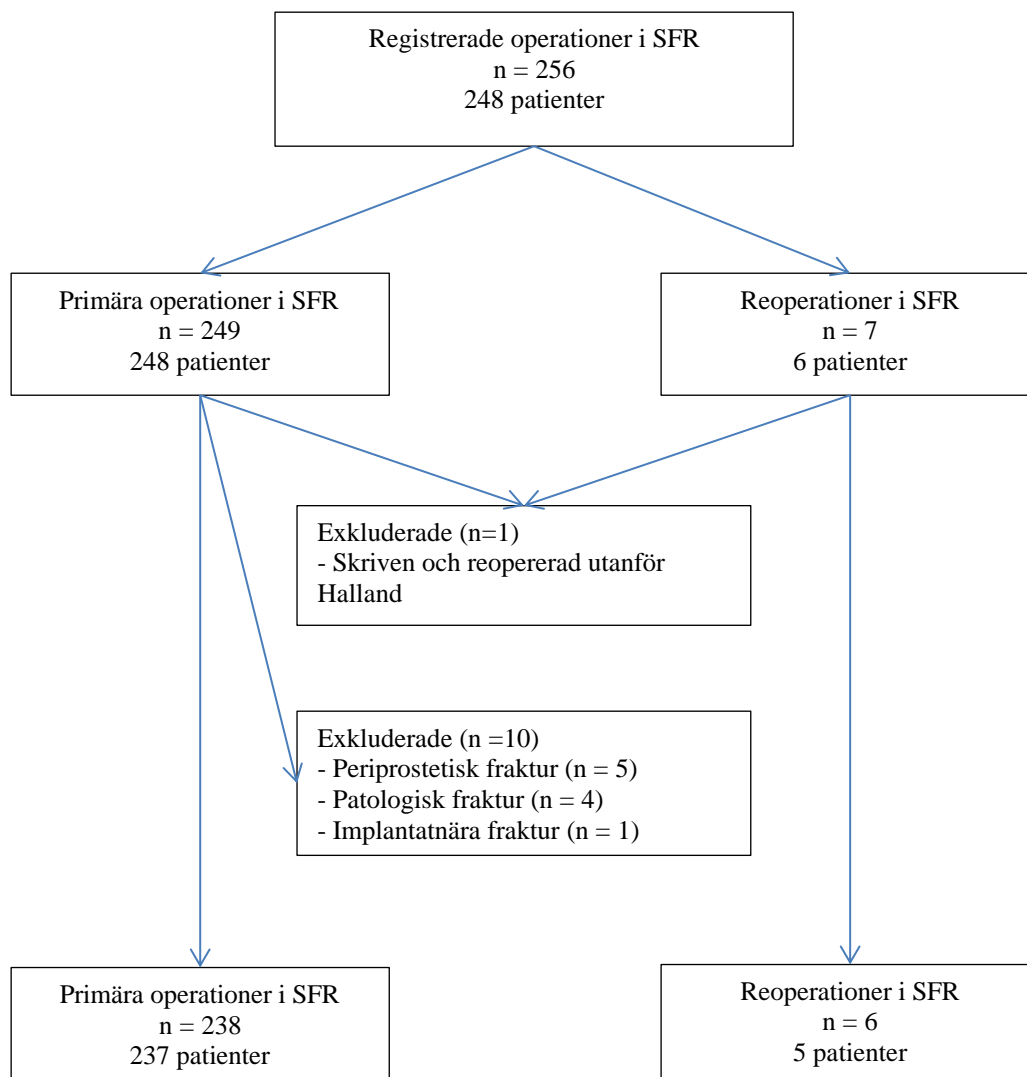 Registrerade operationer i SFR
n = 256
248 patienter
Primära operationer i SFR
n = 249
248 patienter
Reoperationer i SFR
n = 7
6 patienter
Exkluderade (n=1)
- Skriven och reopererad utanför
Halland
Exkluderade (n =10)
- Periprostetisk fraktur (n = 5)
- Patologisk fraktur (n = 4)
- Implantatnära fraktur (n = 1)
Primära operationer i SFR
n = 238
237 patienter
Reoperationer i SFR
n = 6
5 patienter